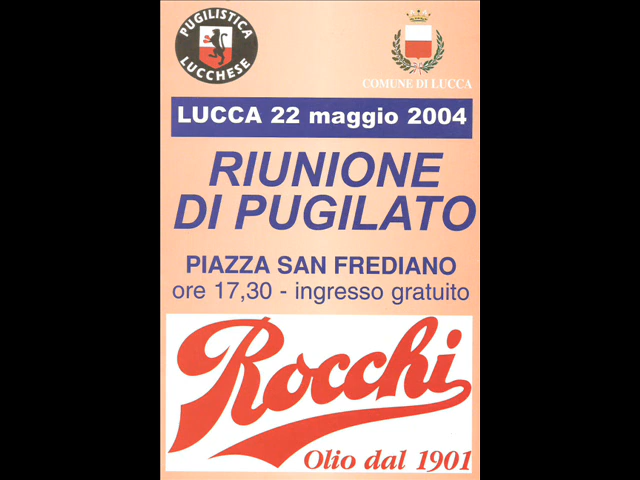 PUGILISTICA
LUCCHESE
COMUNE DI LUCCA
LUCCA 22 maggio 2004
RIUNIONE
DI PUGILATO
PIAZZA SAN FREDIANO
ore 17,30 - ingresso gratuito
Rocchi
Olio dal 1901